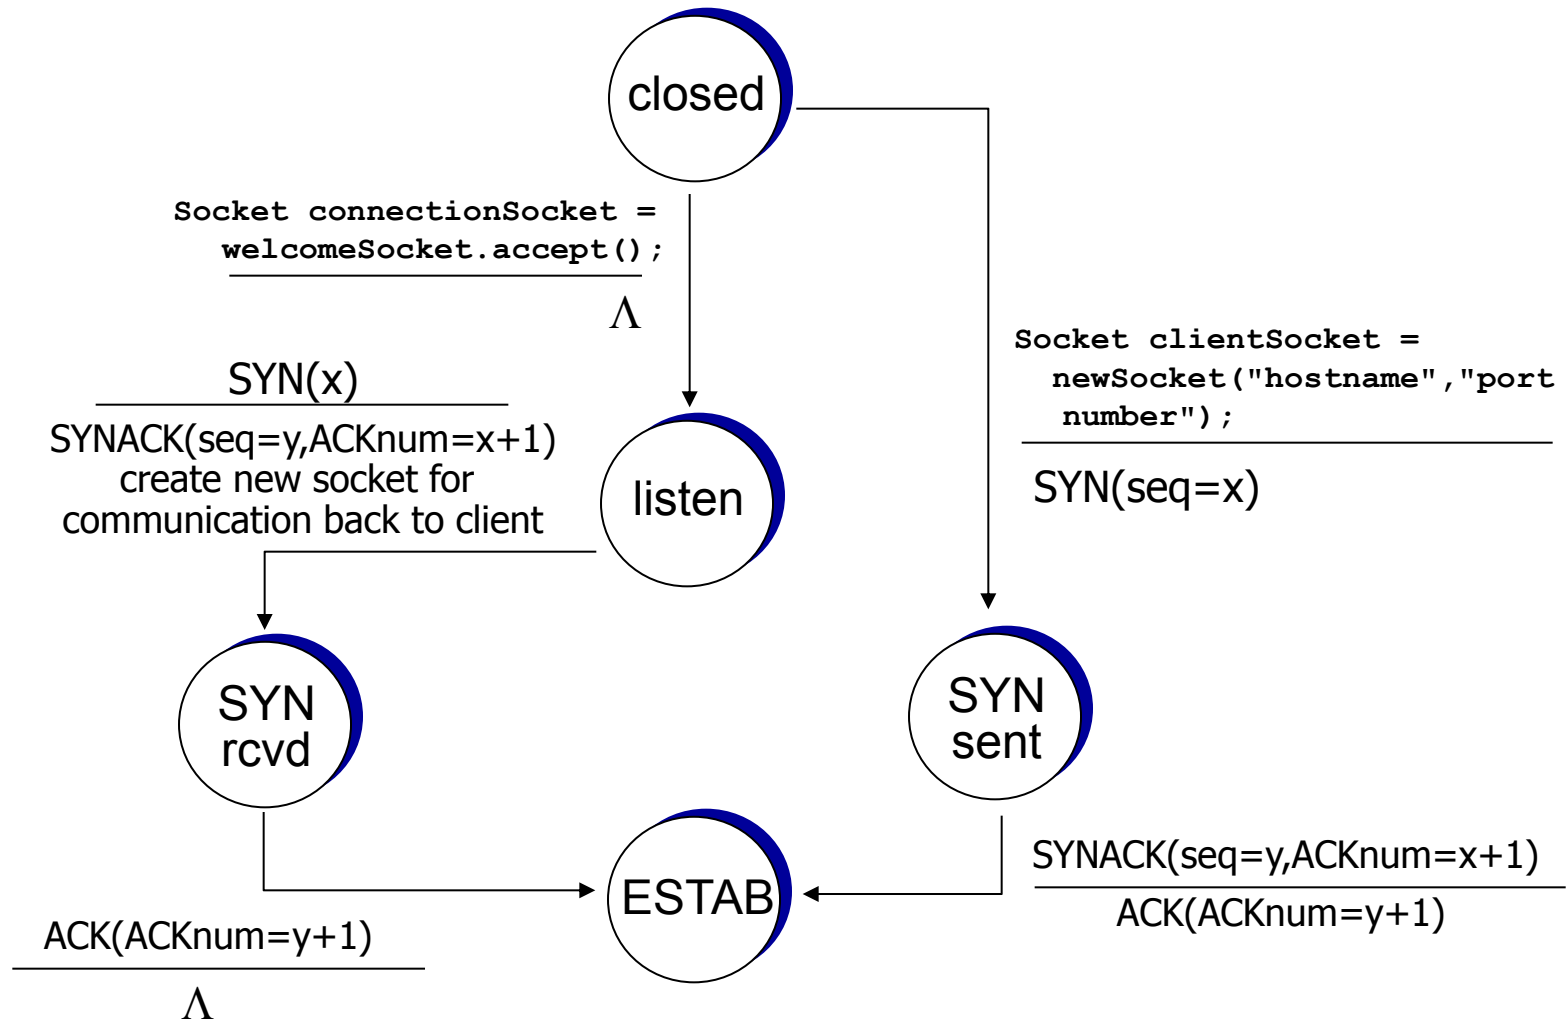 closed
Socket connectionSocket =
welcomeSocket.accept();
Λ
Socket clientSocket =
newSocket("hostname","port
number");
SYN(seq=x)
SYN(x)
SYNACK(seq=y,ACKnum=x+1)
create new socket for
communication back to client
listen
SYN
rcvd
SYN
sent
ESTAB
SYNACK(seq=y,ACKnum=x+1)
ACK(ACKnum=y+1)
ACK(ACKnum=y+1)
Λ